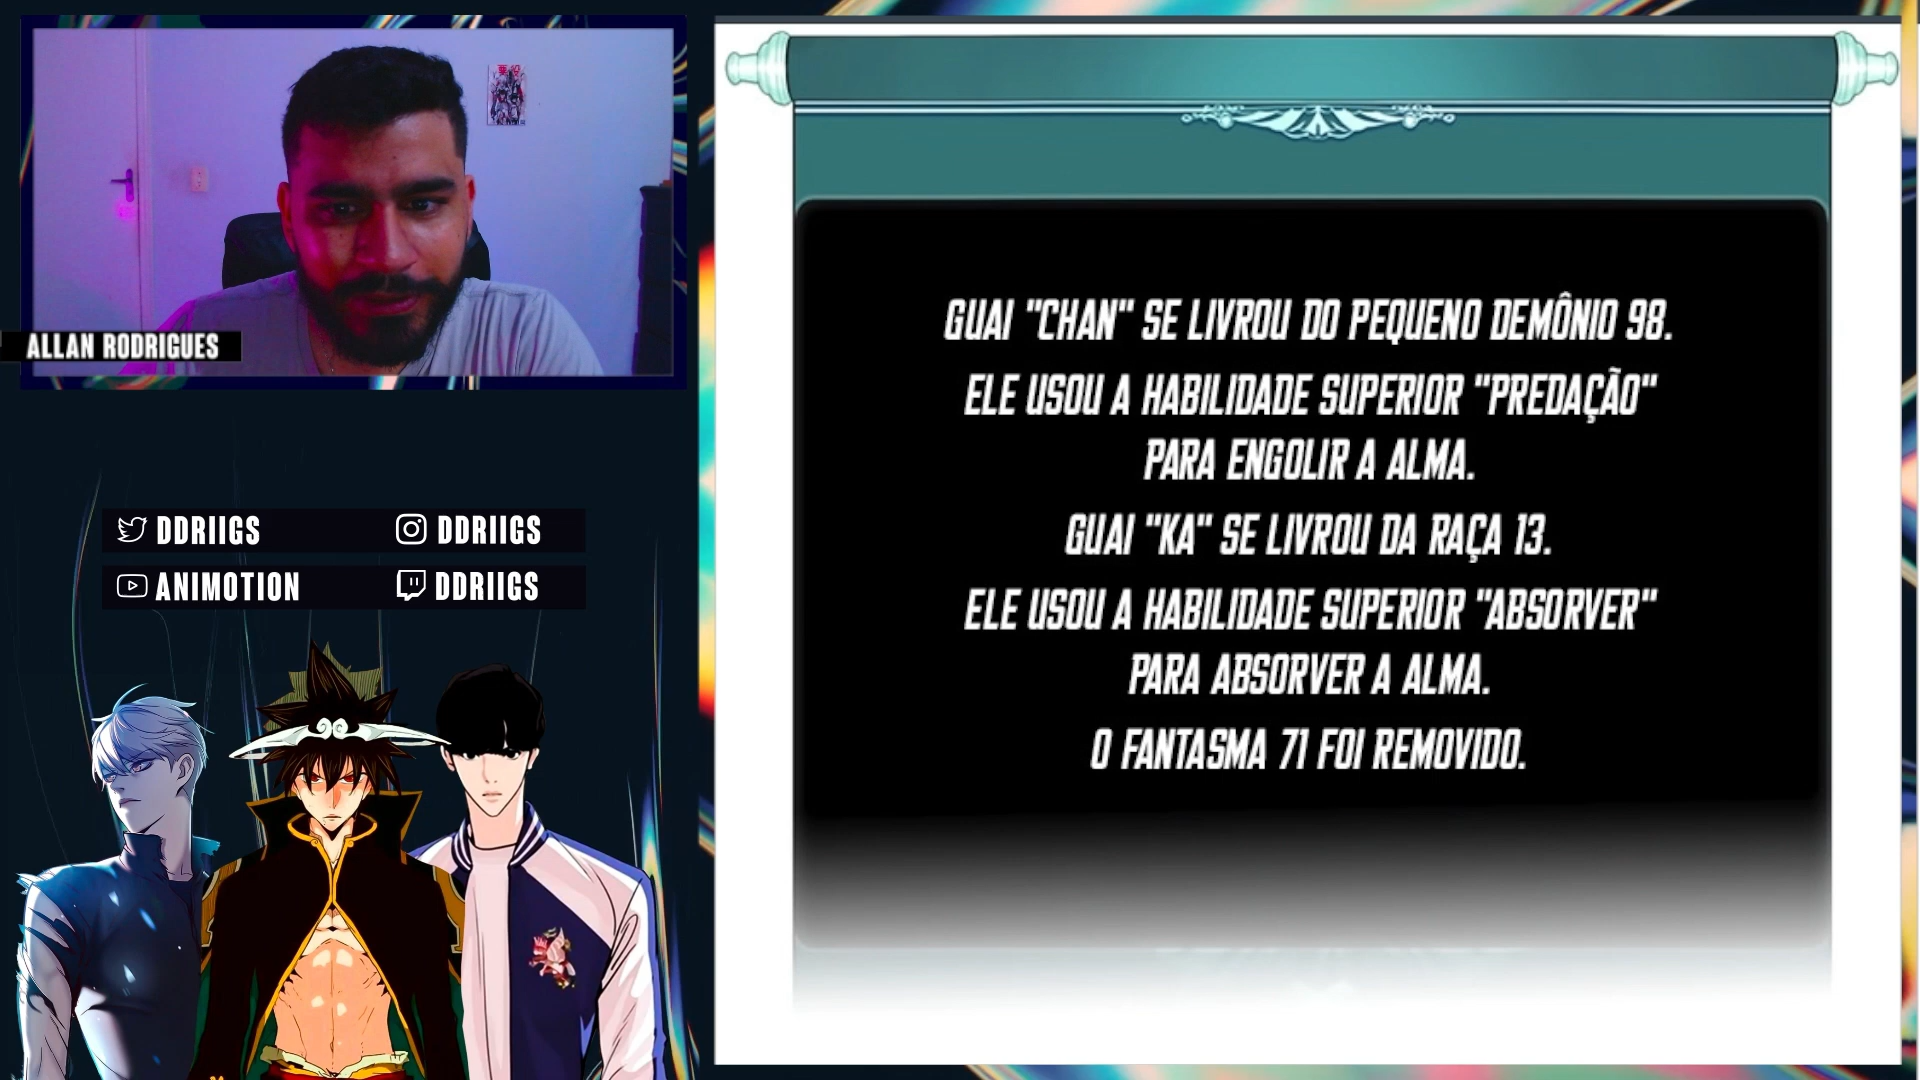 ALLAN RODRIGUES
DDRIIGS
DDRIIGS
ANIMOTION
DDRIIGS
GUAI "CHAN" SE LIVROU DO PEQUENO DEMÔNIO 98.
ELE USOU A HABILIDADE SUPERIOR "PREDAÇÃO"
PARA ENGOLIR A ALMA.
GUAI "KA" SE LIVROU DA RAÇA 13.
ELE USOU A HABILIDADE SUPERIOR "ABSORVER"
PARA ABSORVER A ALMA.
O FANTASMA 71 FOI REMOVIDO.